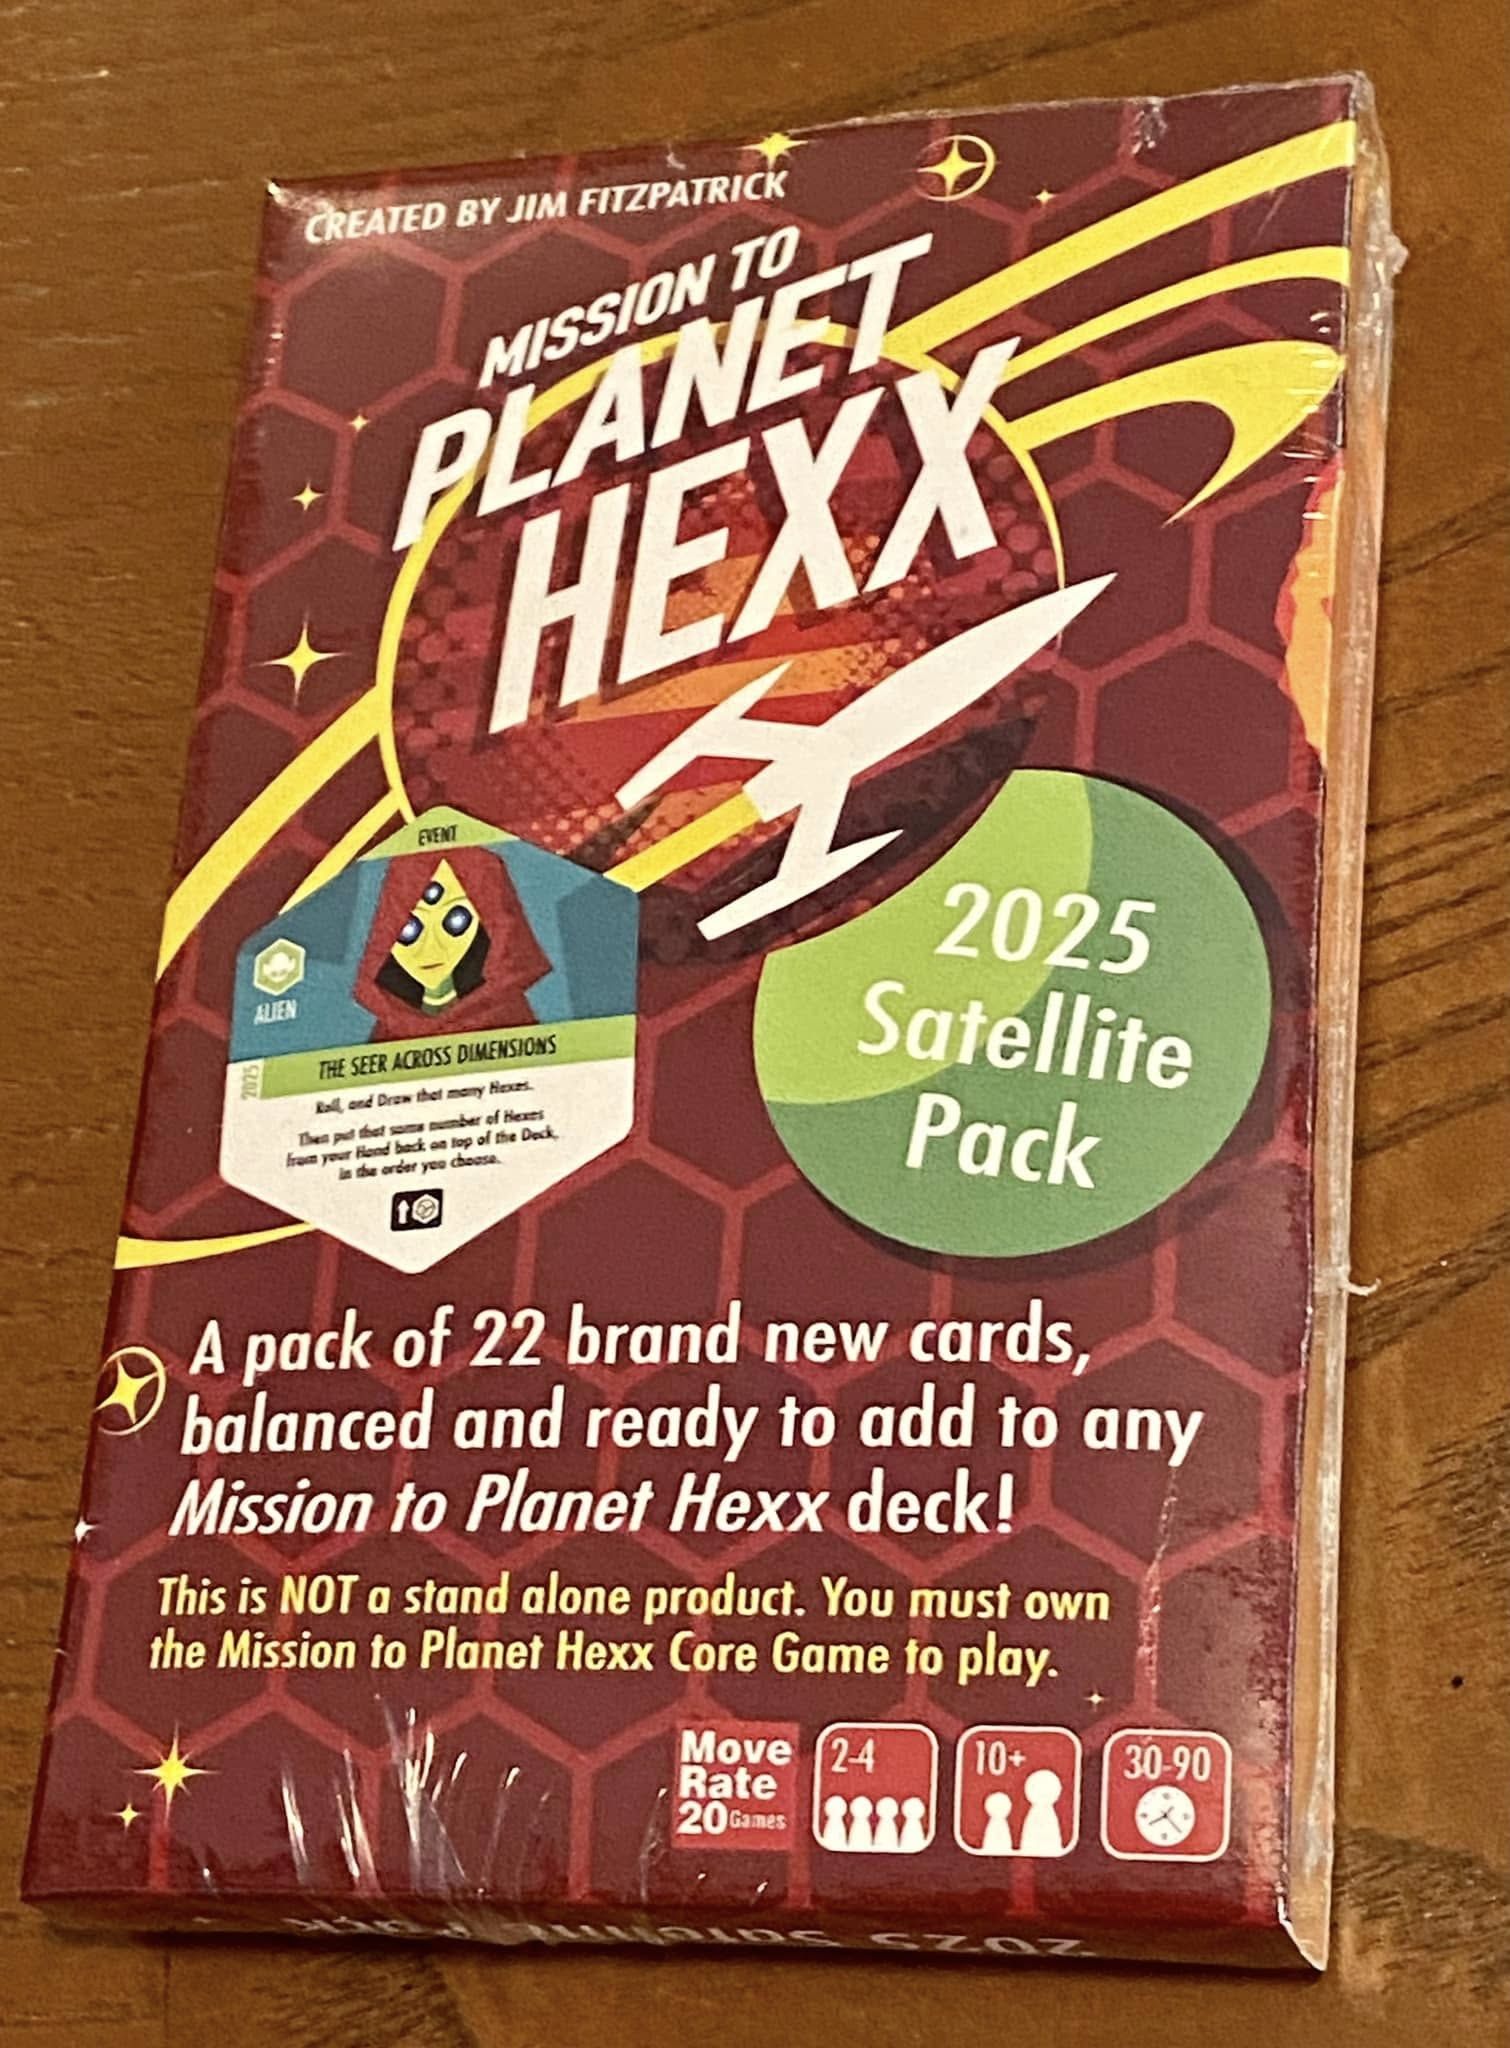 CREATED BY JIM FITZPATRICK
MISSION TO
PLANET
HEXX
EVENT
ALIEN
2025
THE SEER ACROSS DIMENSIONS
Roll, and Draw that many Hexes.
Then put that same number of Hexes
from your Hand back on top of the Deck,
in the order you choose.
2025
Satellite
Pack
A pack of 22 brand new cards,
balanced and ready to add to any
Mission to Planet Hexx deck!
This is NOT a stand alone product. You must own
the Mission to Planet Hexx Core Game to play.
Move
Rate
20 Games
2-4
10+
30-90
2025 Satellite Pack